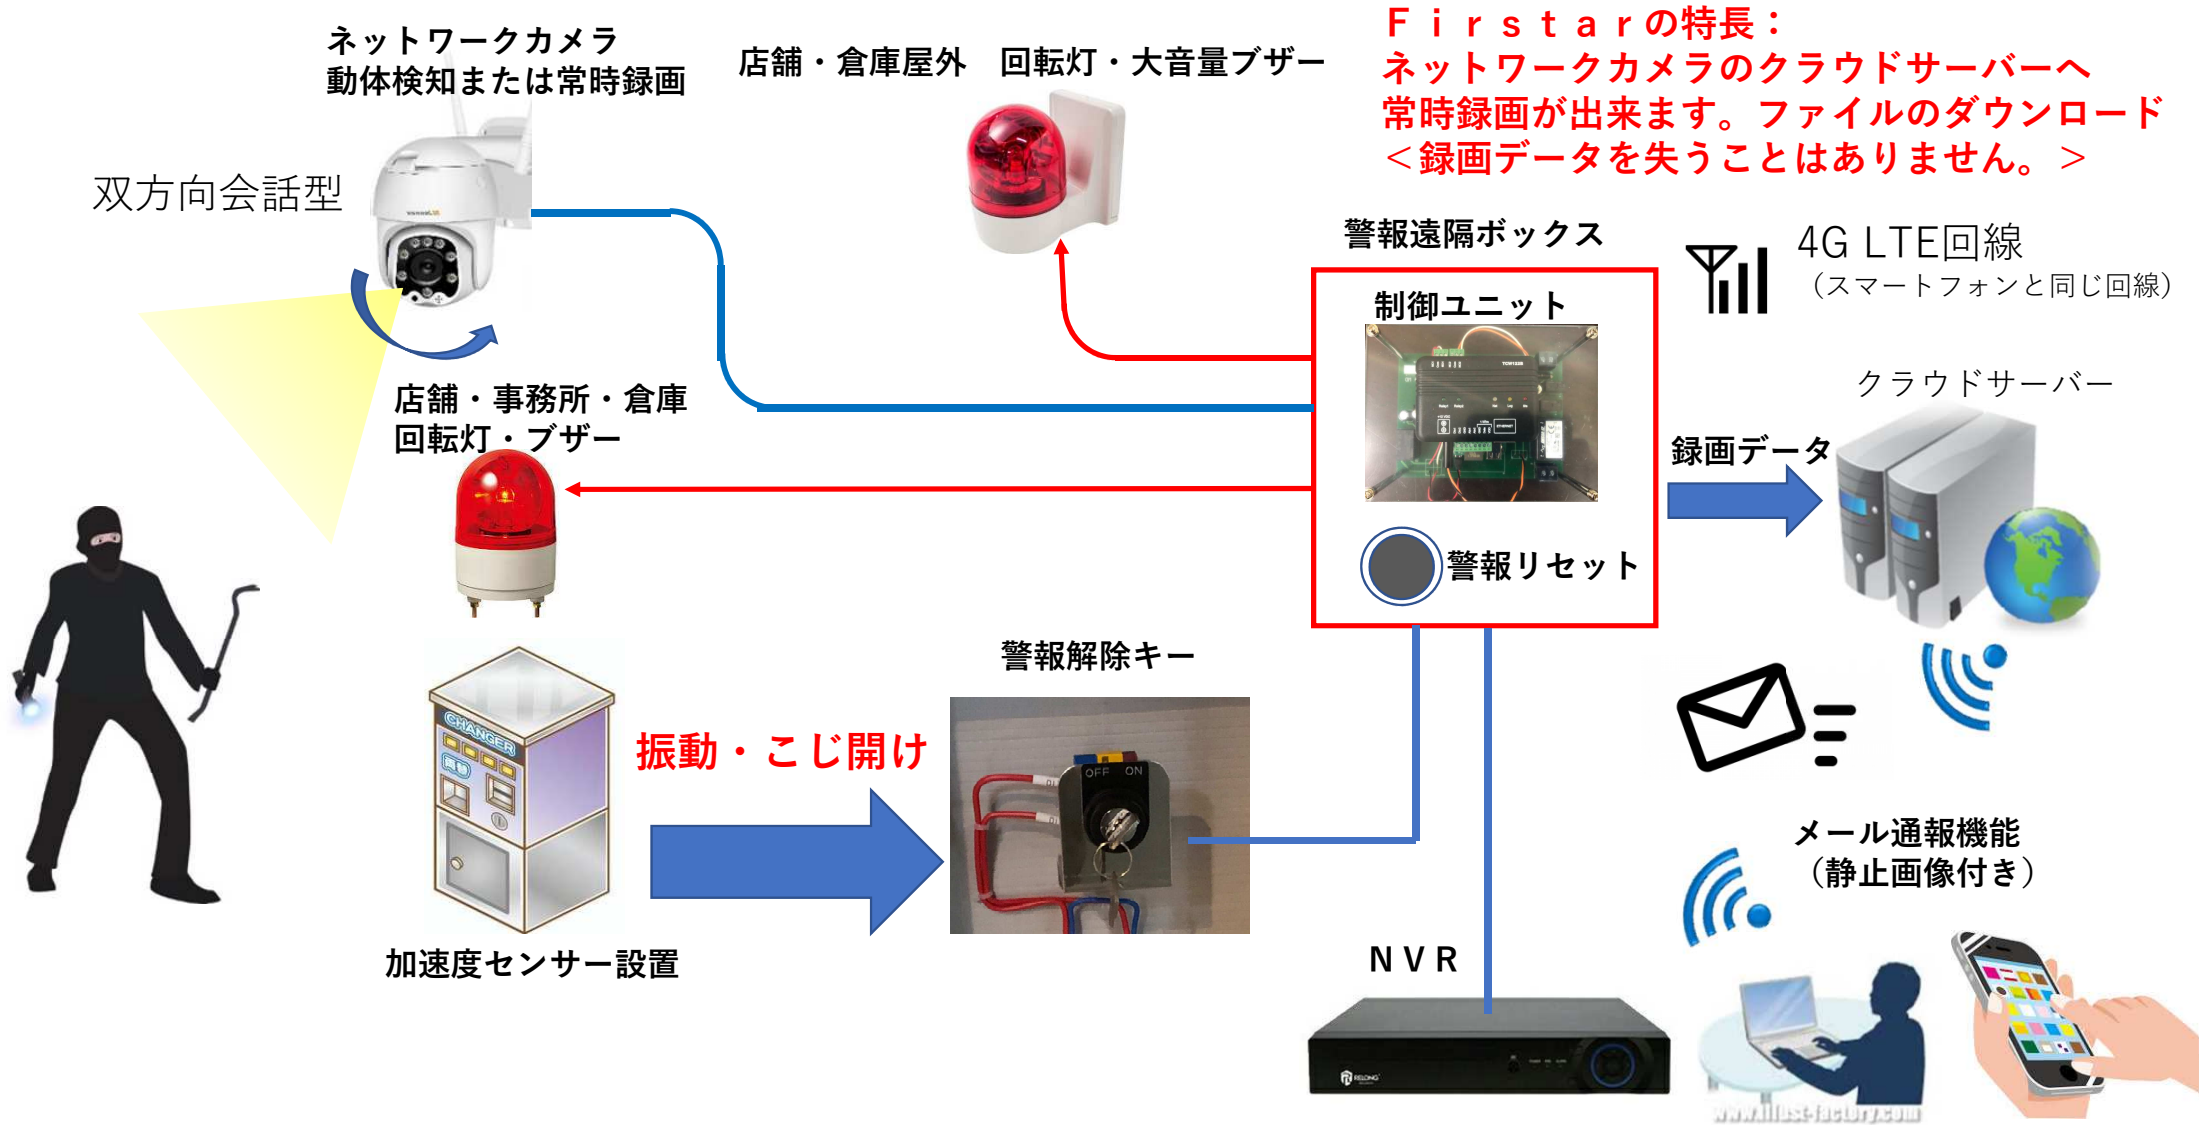 Ｆｉｒｓｔａｒの特長：
ネットワークカメラのクラウドサーバーへ
常時録画が出来ます。ファイルのダウンロード
＜録画データを失うことはありません。＞
ネットワークカメラ
動体検知または常時録画
店舗・倉庫屋外　回転灯・大音量ブザー
双方向会話型
警報遠隔ボックス
4G LTE回線
（スマートフォンと同じ回線）
制御ユニット
クラウドサーバー
店舗・事務所・倉庫
回転灯・ブザー
録画データ
警報リセット
警報解除キー
CHANGER
振動・こじ開け
OFF ON
メール通報機能
（静止画像付き）
加速度センサー設置
ＮＶＲ
RELONG
www.illust-factory.com